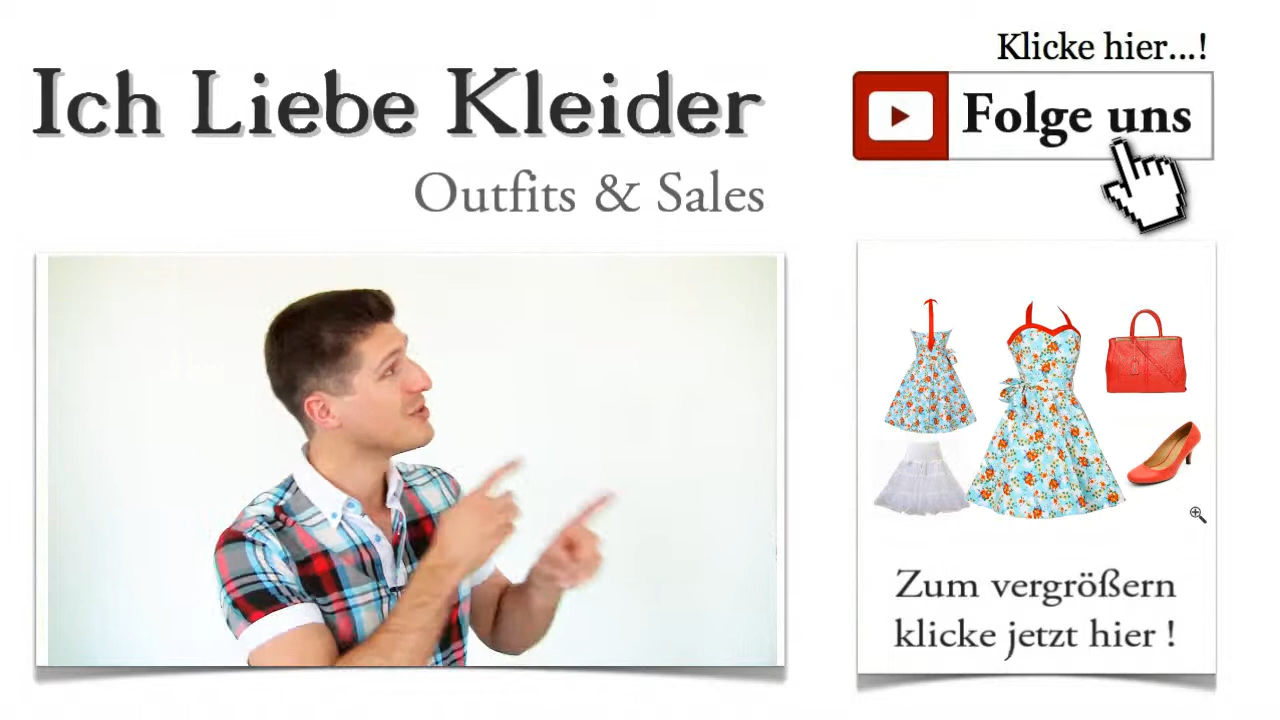 Ich Liebe Kleider
Outfits & Sales
Klicke hier...!
Folge uns
Zum vergrößern
klicke jetzt hier !